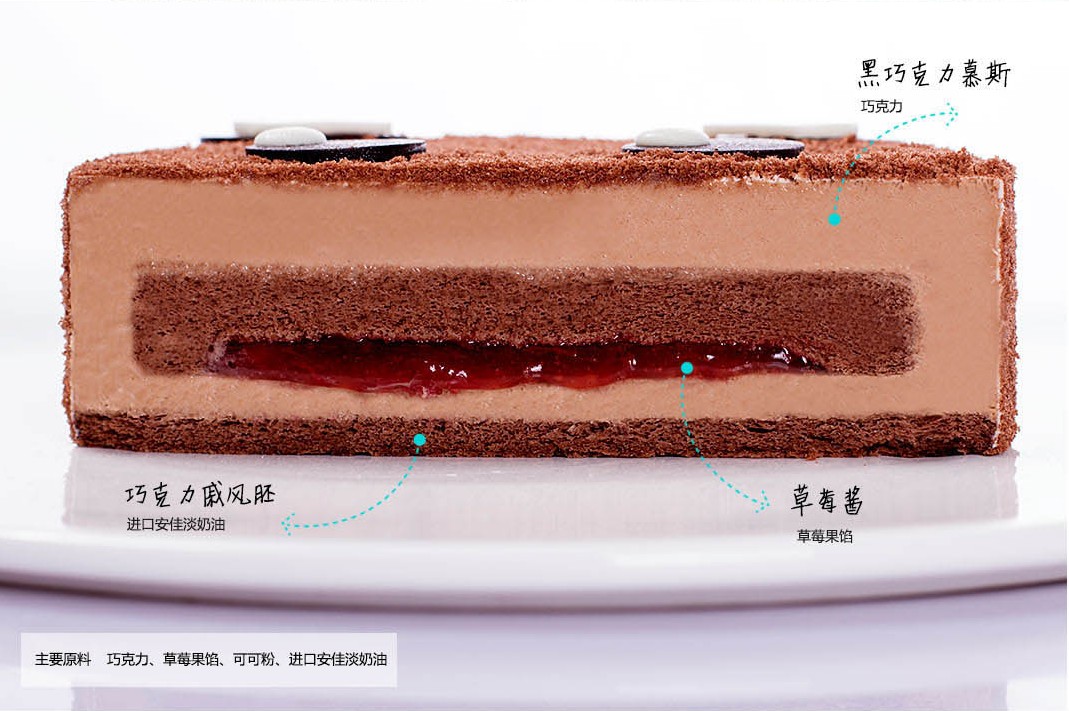 黑巧克力慕斯
巧克力
巧克力戚风胚
进口安佳淡奶油
草莓酱
草莓果馅
主要原料 巧克力、草莓果馅、可可粉、进口安佳淡奶油